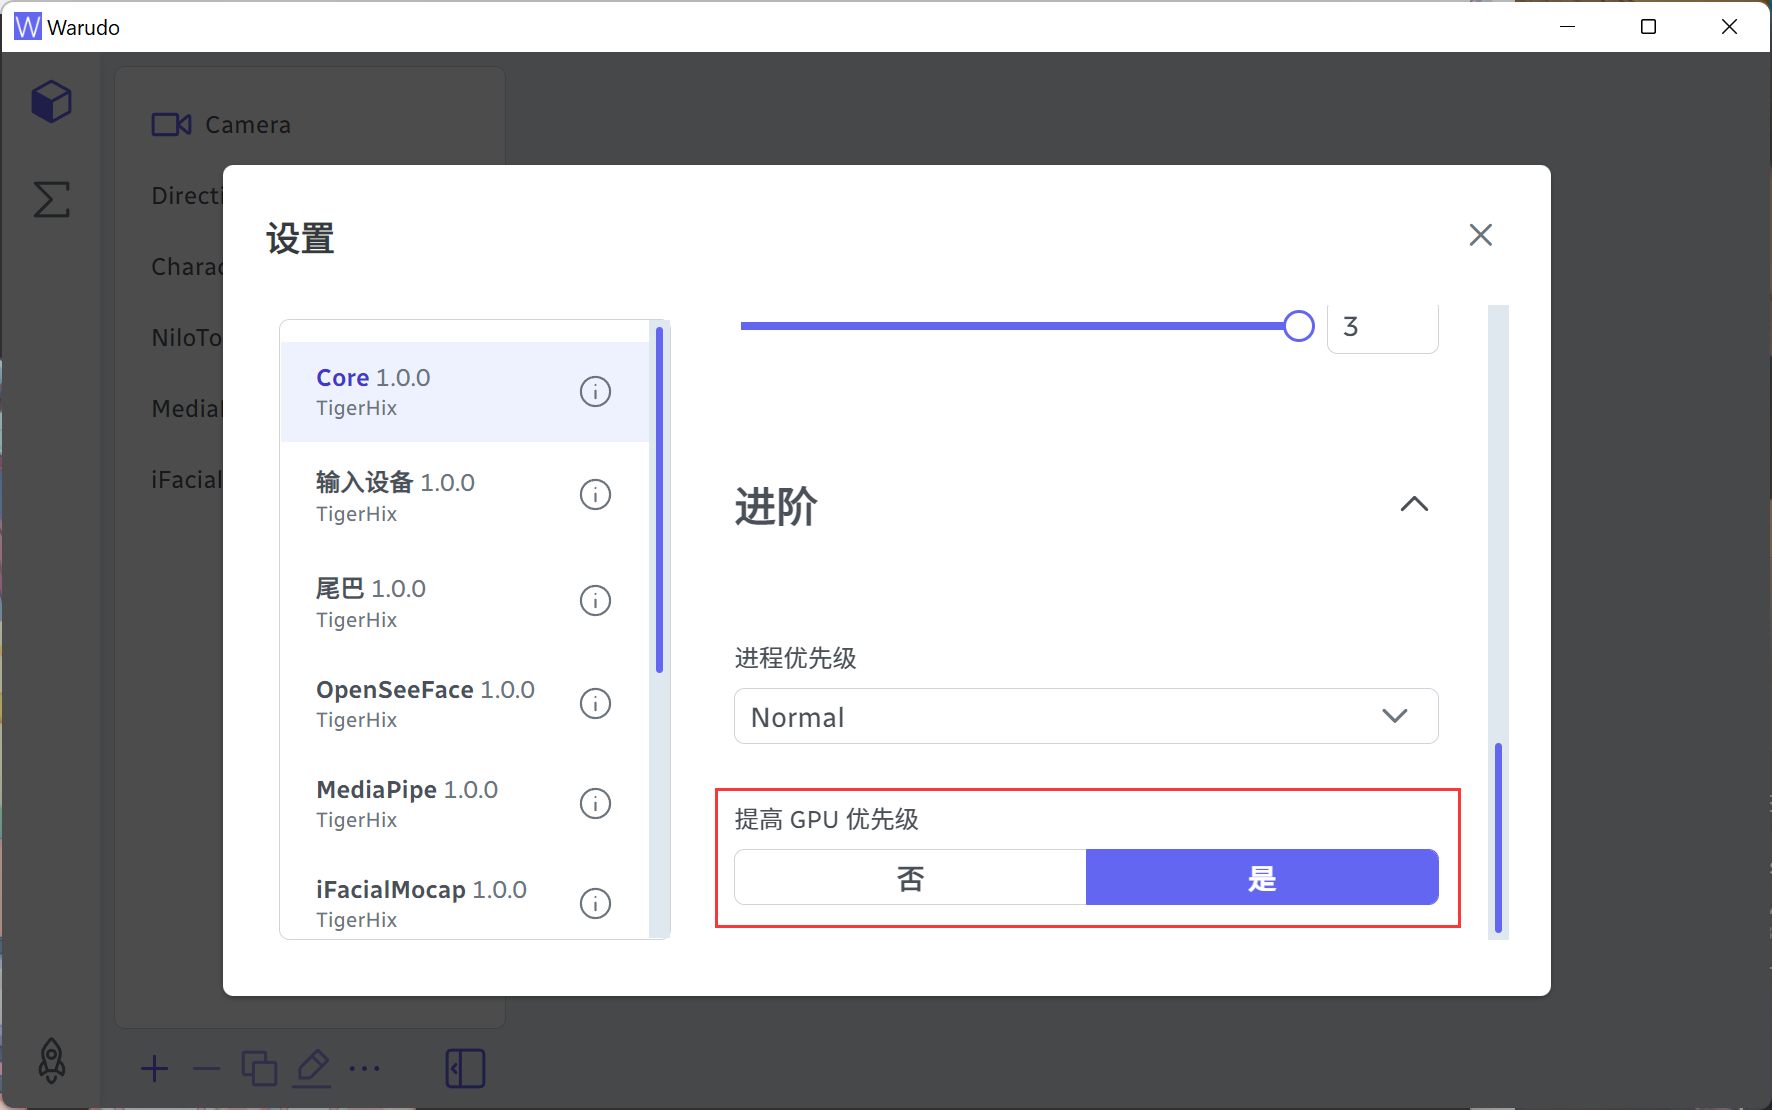 Warudo
Camera
Directi
Charac
NiloTo
Media
iFacial
设置
Core 1.0.0
TigerHix
输入设备 1.0.0
TigerHix
尾巴 1.0.0
TigerHix
OpenSeeFace 1.0.0
TigerHix
MediaPipe 1.0.0
TigerHix
iFacialMocap 1.0.0
TigerHix
3
进阶
进程优先级
Normal
提高 GPU 优先级
否
是